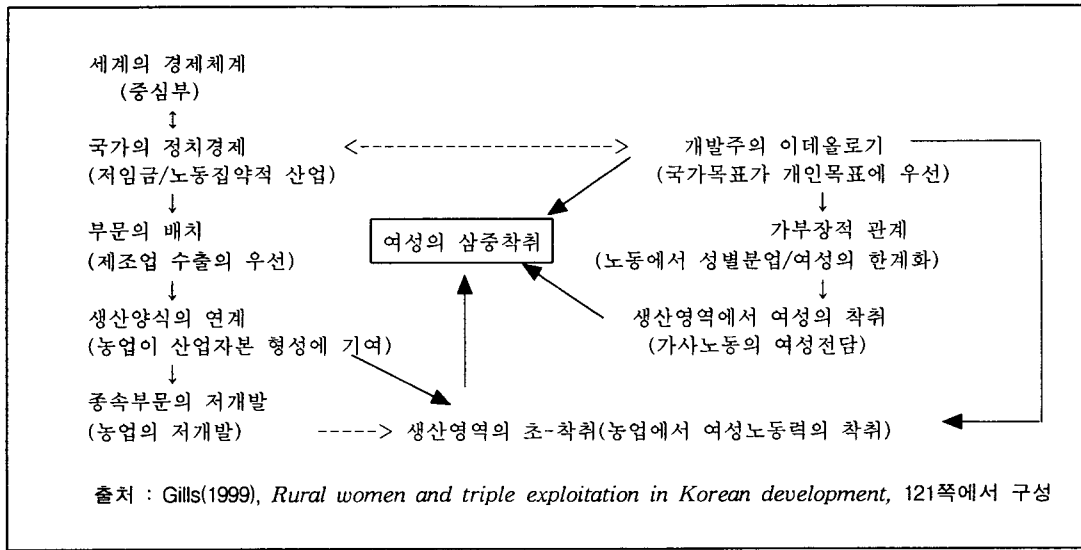 세계의 경제체계
(중심부)
↕
국가의 정치경제 <-------------------> 개발주의 이데올로기
(저임금/노동집약적 산업) (국가목표가 개인목표에 우선)
↓ ↓
부문의 배치 여성의 삼중착취 가부장적 관계
(제조업 수출의 우선) (노동에서 성별분업/여성의 한계화)
↓ ↓
생산양식의 연계 생산영역에서 여성의 착취
(농업이 산업자본 형성에 기여) (가사노동의 여성전담)
↓
종속부문의 저개발
(농업의 저개발) -----> 생산영역의 초-착취(농업에서 여성노동력의 착취)
출처 : Gills(1999), Rural women and triple exploitation in Korean development, 121쪽에서 구성